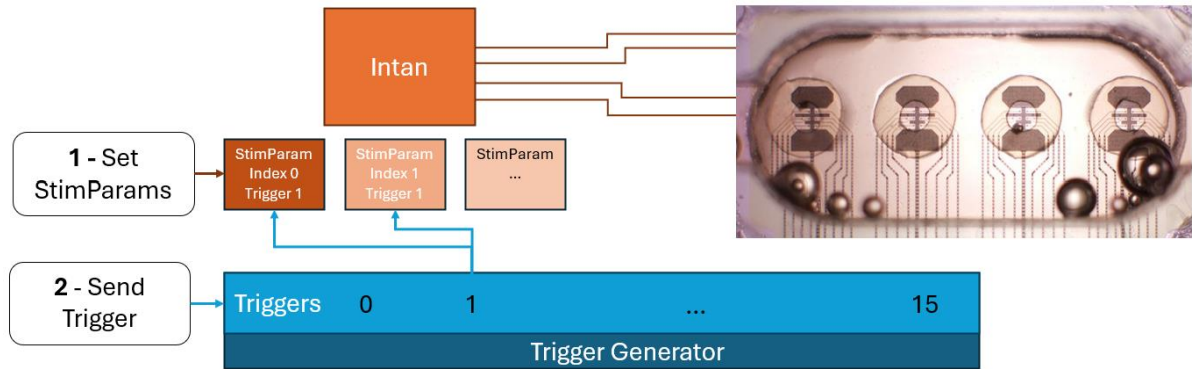 Intan
1 - Set
StimParams
StimParam
Index 0
Trigger 1
StimParam
Index 1
Trigger 1
StimParam
...
2 - Send
Trigger
Triggers 0 1 ... 15
Trigger Generator